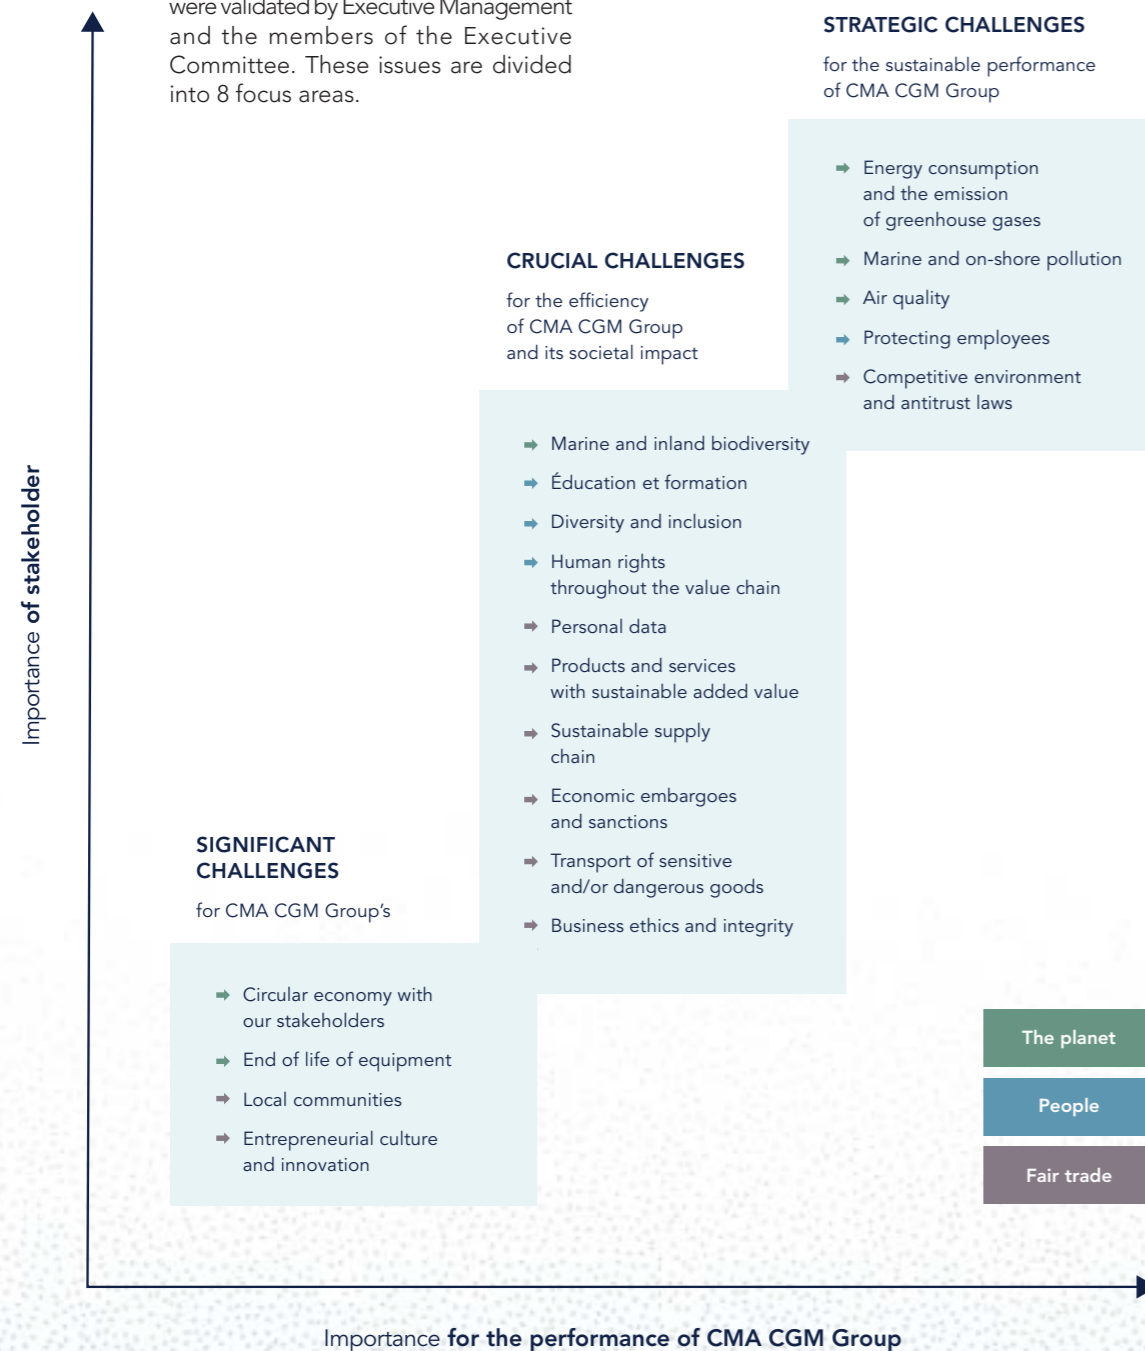 were validated by Executive Management
and the members of the Executive
Committee. These issues are divided
into 8 focus areas.
STRATEGIC CHALLENGES
for the sustainable performance
of CMA CGM Group
Energy consumption
and the emission
of greenhouse gases
Marine and on-shore pollution
Air quality
Protecting employees
Competitive environment
and antitrust laws
CRUCIAL CHALLENGES
for the efficiency
of CMA CGM Group
and its societal impact
Marine and inland biodiversity
Éducation et formation
Diversity and inclusion
Human rights
throughout the value chain
Personal data
Products and services
with sustainable added value
Sustainable supply
chain
Economic embargoes
and sanctions
Transport of sensitive
and/or dangerous goods
Business ethics and integrity
SIGNIFICANT
CHALLENGES
for CMA CGM Group's
Circular economy with
our stakeholders
End of life of equipment
Local communities
Entrepreneurial culture
and innovation
The planet
People
Fair trade
Importance of stakeholder
Importance for the performance of CMA CGM Group